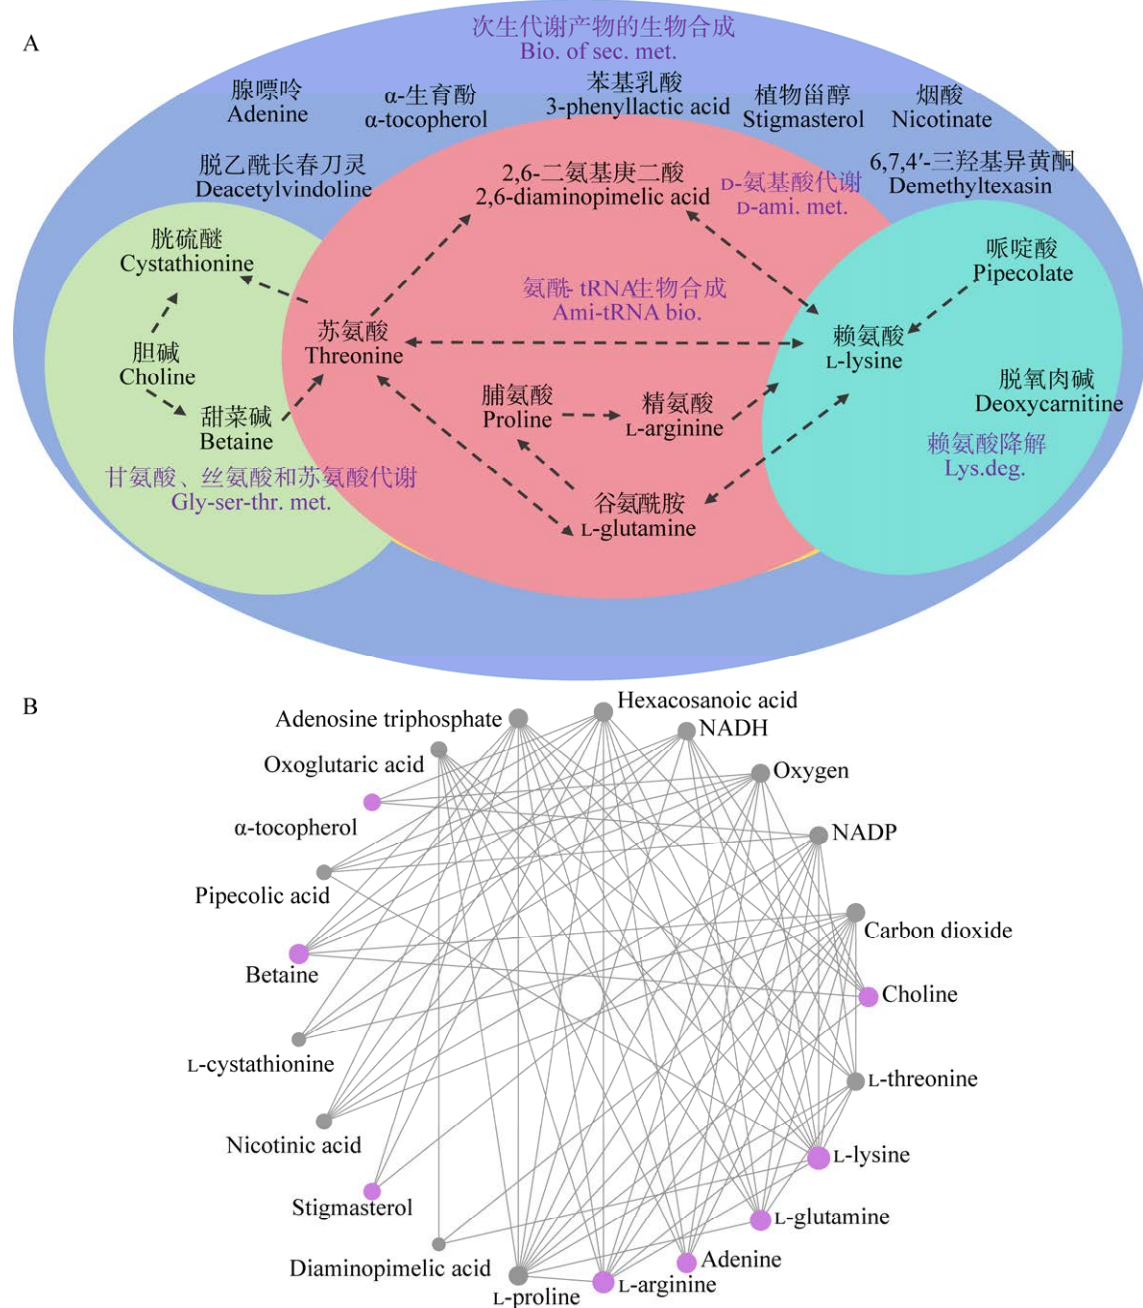 A
次生代谢产物的生物合成
Bio. of sec. met.
腺嘌呤
Adenine
α-生育酚
α-tocopherol
苯基乳酸
3-phenyllactic acid
植物甾醇
Stigmasterol
烟酸
Nicotinate
脱乙酰长春刀灵
Deacetylvindoline
2,6-二氨基庚二酸
2,6-diaminopimelic acid
D-氨基酸代谢
D-ami. met.
6,7,4′-三羟基异黄酮
Demethyltexasin
胱硫醚
Cystathionine
哌啶酸
Pipecolate
氨酰- tRNA生物合成
Ami-tRNA bio.
苏氨酸
Threonine
赖氨酸
L-lysine
胆碱
Choline
脯氨酸
Proline
精氨酸
L-arginine
脱氧肉碱
Deoxycarnitine
甜菜碱
Betaine
赖氨酸降解
Lys.deg.
甘氨酸、丝氨酸和苏氨酸代谢
Gly-ser-thr. met.
谷氨酰胺
L-glutamine
B
Hexacosanoic acid
Adenosine triphosphate
NADH
Oxoglutaric acid
Oxygen
α-tocopherol
NADP
Pipecolic acid
Carbon dioxide
Betaine
Choline
L-cystathionine
L-threonine
Nicotinic acid
L-lysine
Stigmasterol
L-glutamine
Diaminopimelic acid
Adenine
L-proline
L-arginine